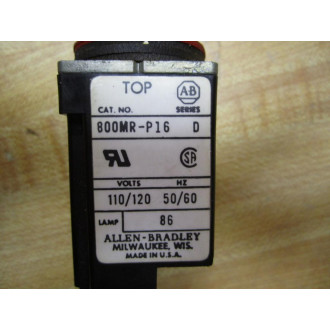 TOP A-B
CAT. NO. SERIES
800MR-P16 D
SA
VOLTS HZ
110/120 50/60
LAMP 86
ALLEN-BRADLEY
MILWAUKEE, WIS.
MADE IN U.S.A.